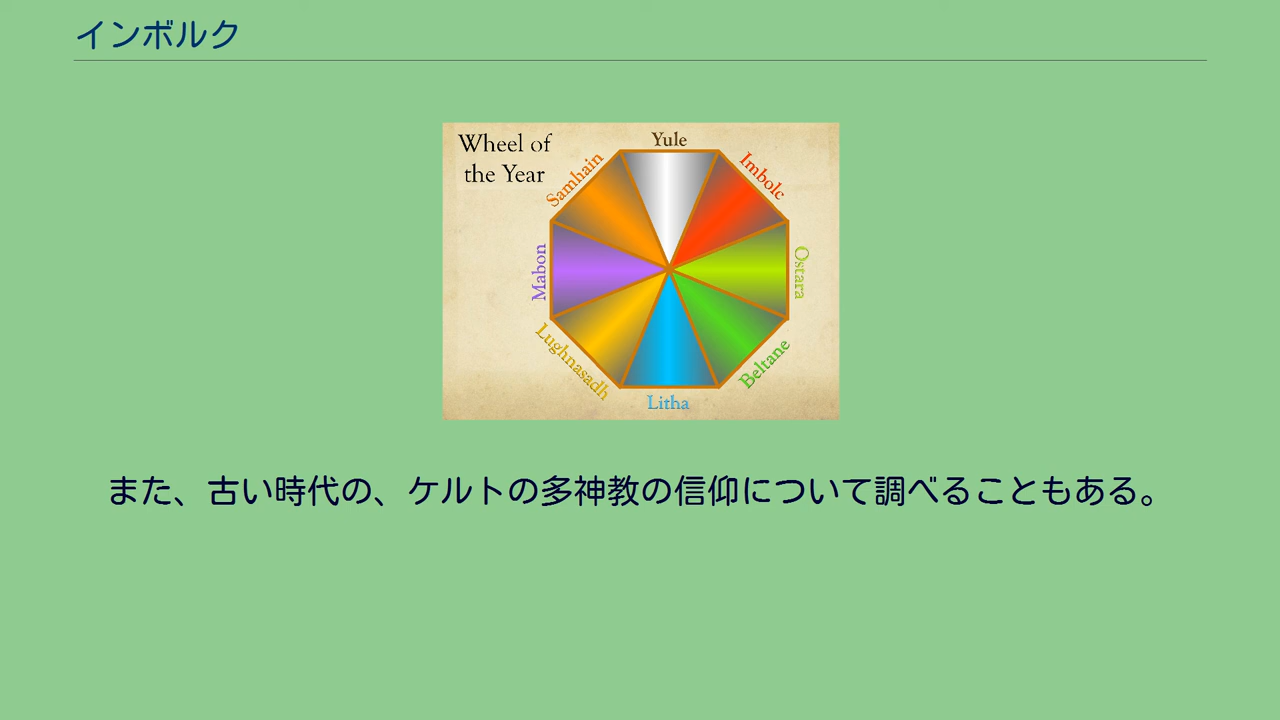 インボルク
Wheel of
the Year
Yule
Imbolc
Ostara
Beltane
Litha
Lughnasadh
Mabon
Samhain
また、古い時代の、ケルトの多神教の信仰について調べることもある。